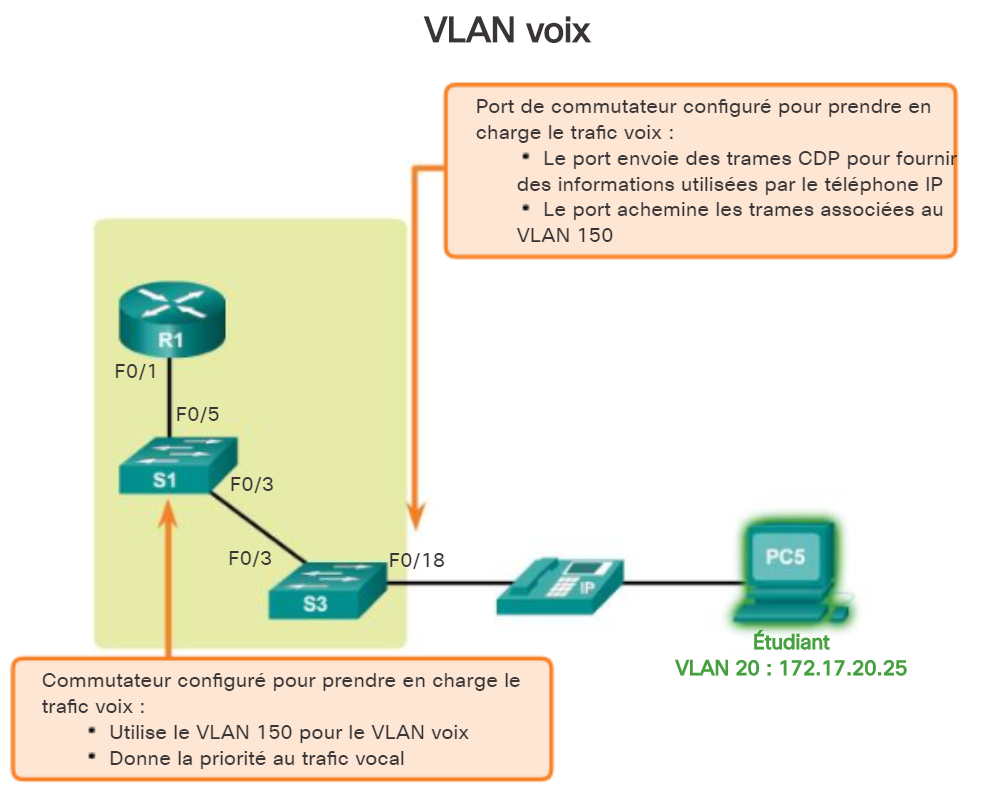 VLAN voix
Port de commutateur configuré pour prendre en
charge le trafic voix :
• Le port envoie des trames CDP pour fournir
des informations utilisées par le téléphone IP
• Le port achemine les trames associées au
VLAN 150
R1
F0/1
F0/5
S1
F0/3
F0/3
F0/18
S3
IP
PC5
Étudiant
VLAN 20 : 172.17.20.25
Commutateur configuré pour prendre en charge le
trafic voix :
• Utilise le VLAN 150 pour le VLAN voix
• Donne la priorité au trafic vocal